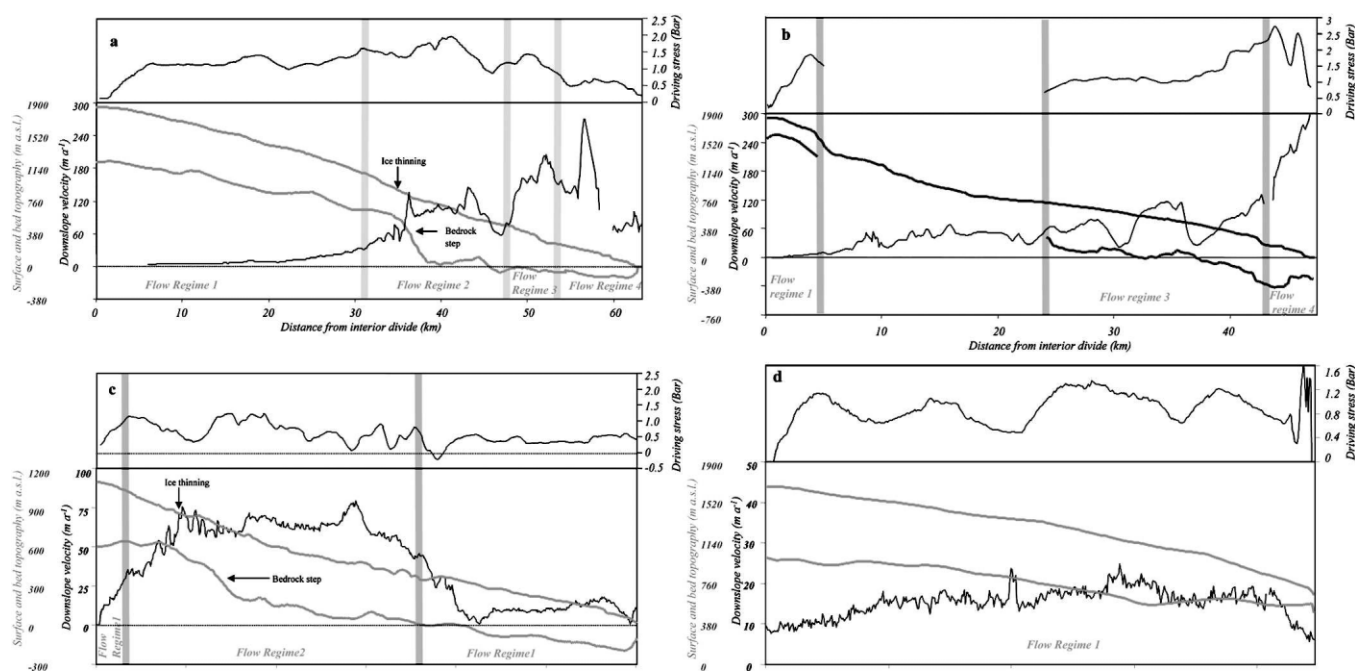 a
2.5
2.0
1.5
1.0
0.5
0
Driving stress (Bar)
Surface and bed topography (m a.s.l.)
1900
1520
1140
760
380
0
-380
Downslope velocity (m a-1)
300
240
180
120
60
0
Ice thinning
Bedrock
step
Flow Regime 1
Flow Regime 2
Flow
Regime 3
Flow Regime 4
0
10
20
30
40
50
60
Distance from interior divide (km)
b
3
2.5
2.0
1.5
1.0
0.5
0
Driving stress (Bar)
Surface and bed topography (m a.s.l.)
1900
1520
1140
760
380
0
-380
-760
Downslope velocity (m a-1)
300
240
180
120
60
0
Flow
regime 1
Flow regime 3
Flow
regime 4
0
10
20
30
40
Distance from interior divide (km)
c
2.5
2.0
1.5
1.0
0.5
0
-0.5
Driving stress (Bar)
Surface and bed topography (m a.s.l.)
1200
900
600
300
0
-300
Downslope velocity (m a-1)
100
75
50
25
0
Ice thinning
Bedrock step
Flow
Regime1
Flow Regime2
Flow Regime1
d
1.6
1.2
0.8
0.4
0
Driving stress (Bar)
Surface and bed topography (m a.s.l.)
1900
1520
1140
760
380
0
Downslope velocity (m a-1)
50
40
30
20
10
0
Flow Regime 1